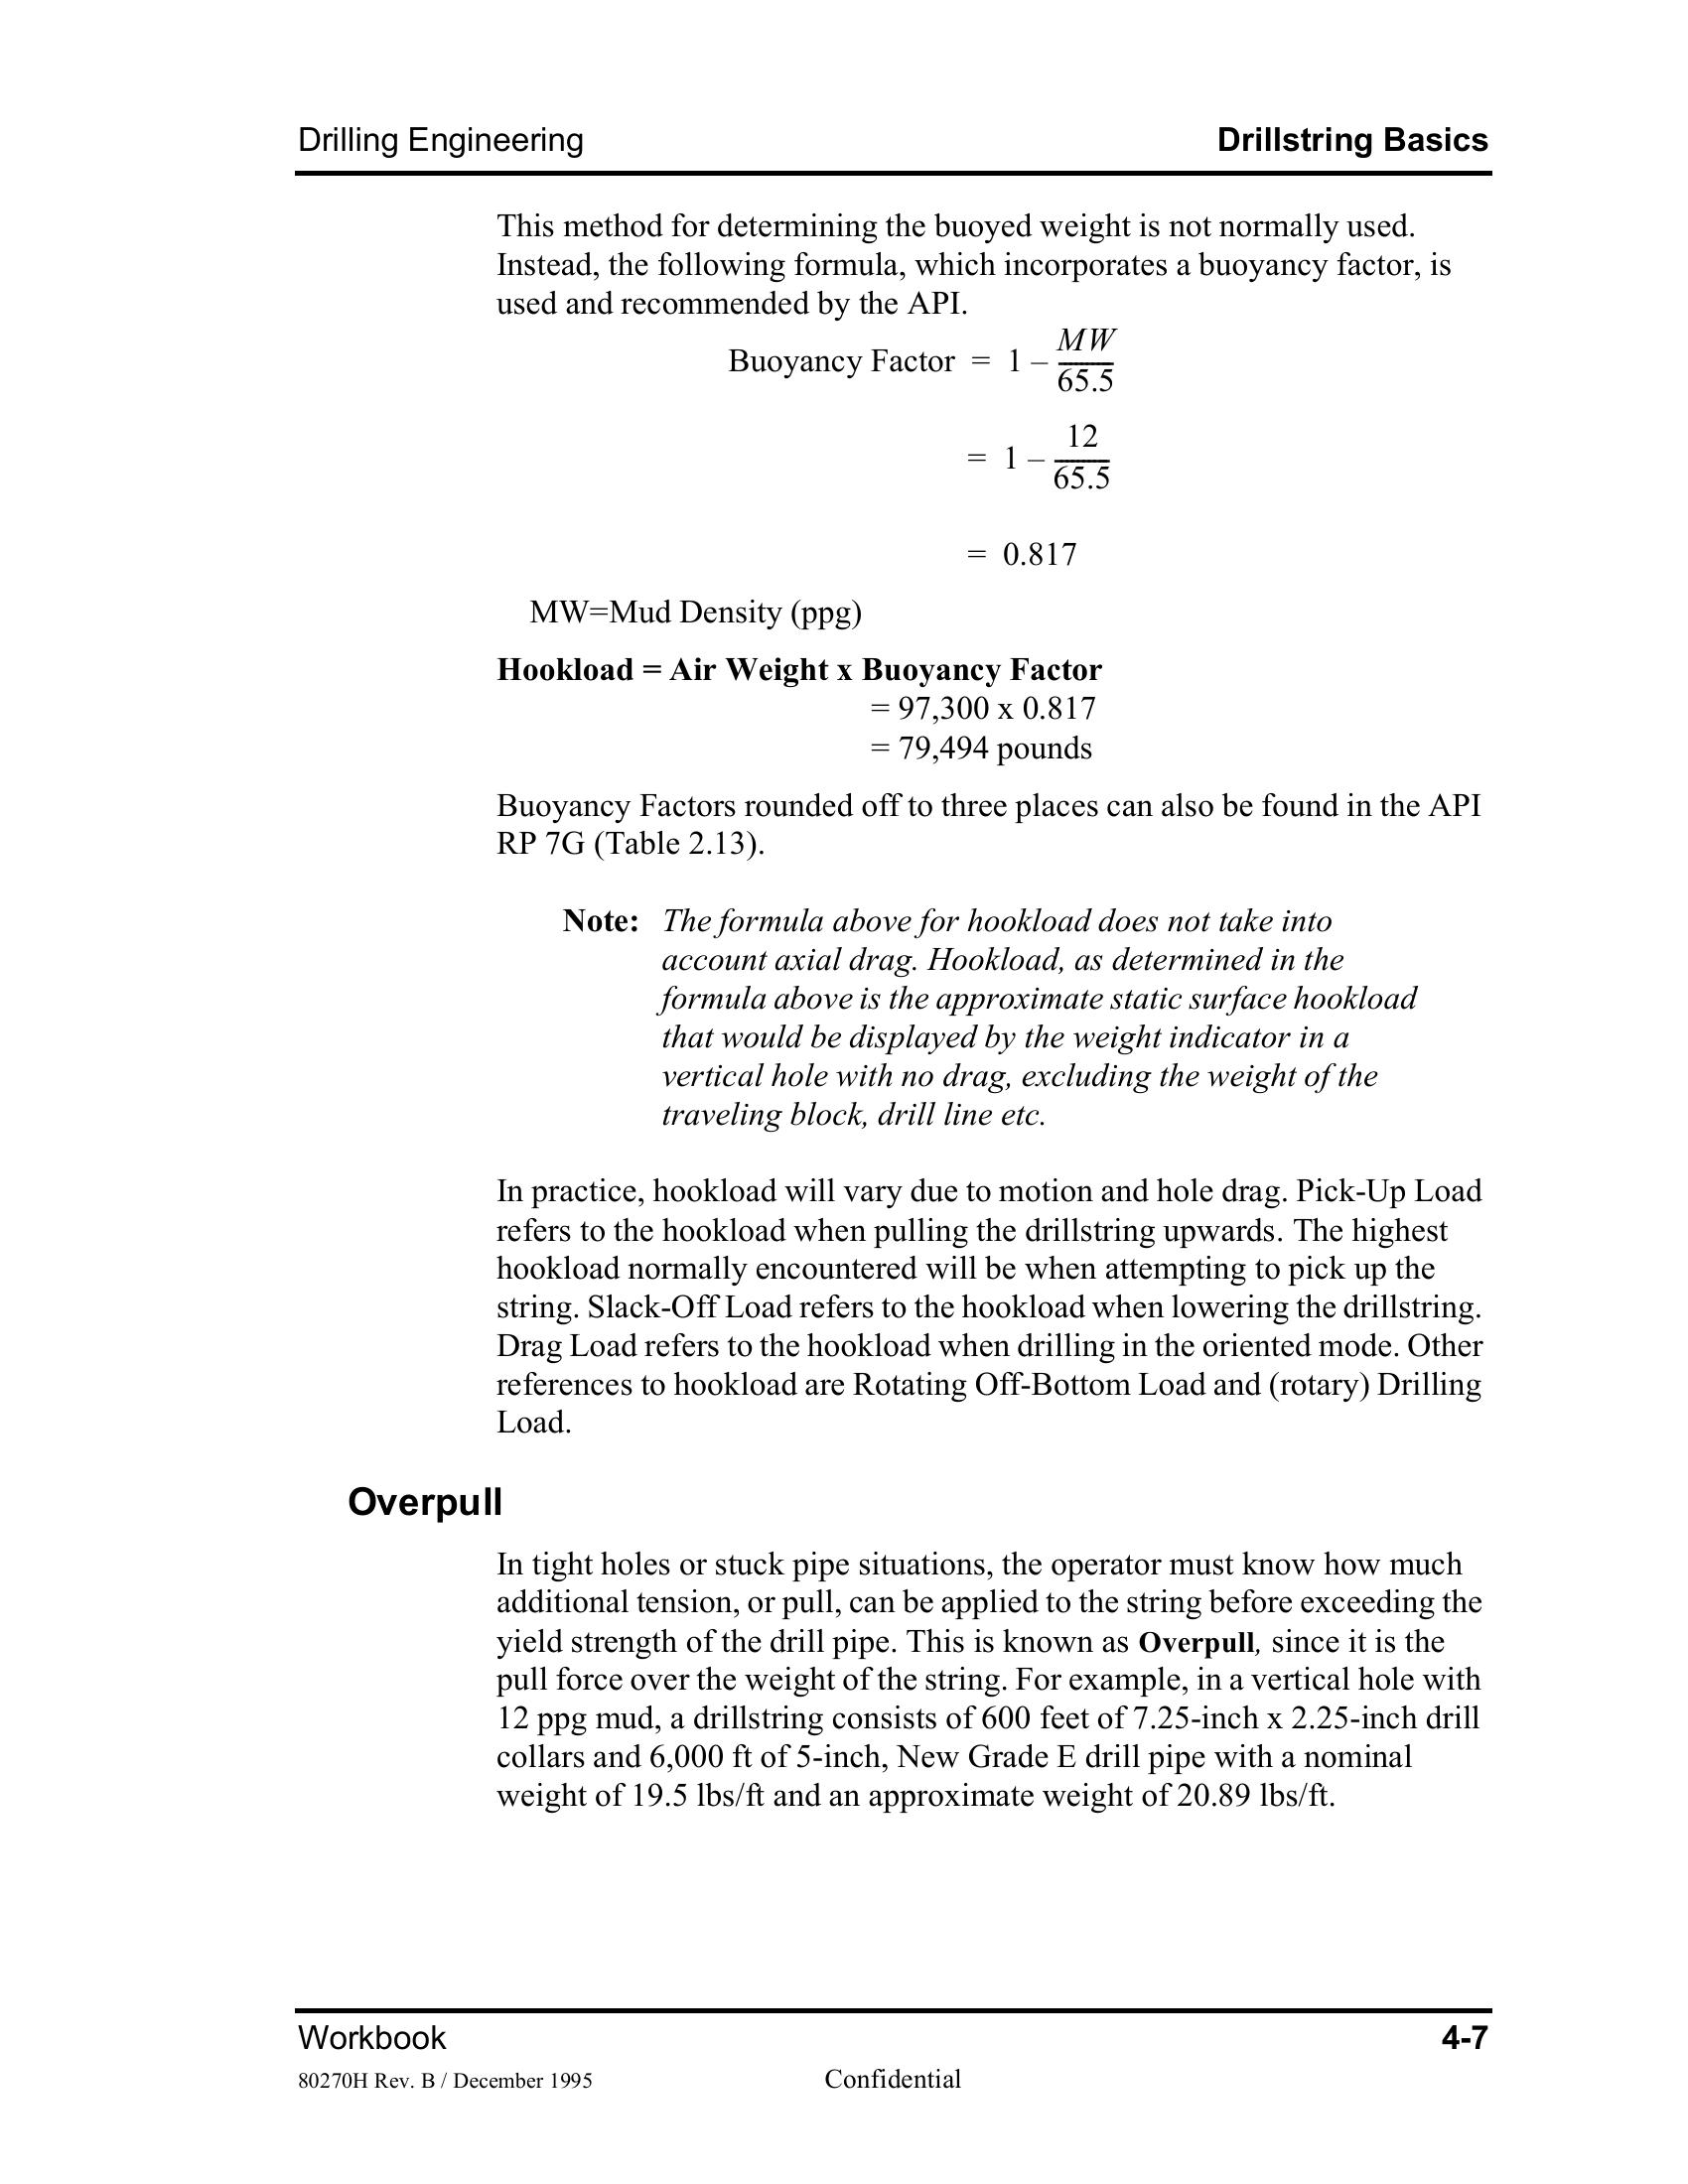 Drilling Engineering Drillstring Basics
This method for determining the buoyed weight is not normally used.
Instead, the following formula, which incorporates a buoyancy factor, is
used and recommended by the API.
Buoyancy Factor = 1 – MW/65.5
= 1 – 12/65.5
= 0.817
MW=Mud Density (ppg)
Hookload = Air Weight x Buoyancy Factor
= 97,300 x 0.817
= 79,494 pounds
Buoyancy Factors rounded off to three places can also be found in the API
RP 7G (Table 2.13).
Note: The formula above for hookload does not take into
account axial drag. Hookload, as determined in the
formula above is the approximate static surface hookload
that would be displayed by the weight indicator in a
vertical hole with no drag, excluding the weight of the
traveling block, drill line etc.
In practice, hookload will vary due to motion and hole drag. Pick-Up Load
refers to the hookload when pulling the drillstring upwards. The highest
hookload normally encountered will be when attempting to pick up the
string. Slack-Off Load refers to the hookload when lowering the drillstring.
Drag Load refers to the hookload when drilling in the oriented mode. Other
references to hookload are Rotating Off-Bottom Load and (rotary) Drilling
Load.
Overpull
In tight holes or stuck pipe situations, the operator must know how much
additional tension, or pull, can be applied to the string before exceeding the
yield strength of the drill pipe. This is known as Overpull, since it is the
pull force over the weight of the string. For example, in a vertical hole with
12 ppg mud, a drillstring consists of 600 feet of 7.25-inch x 2.25-inch drill
collars and 6,000 ft of 5-inch, New Grade E drill pipe with a nominal
weight of 19.5 lbs/ft and an approximate weight of 20.89 lbs/ft.
Workbook 4-7
80270H Rev. B / December 1995 Confidential